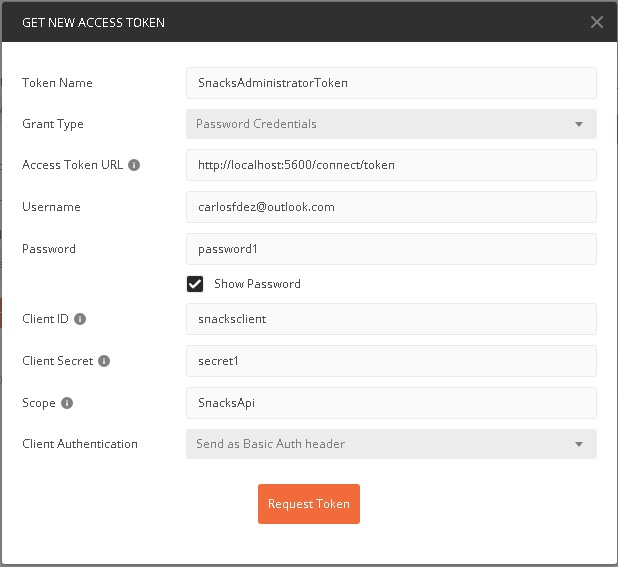 GET NEW ACCESS TOKEN
Token Name SnacksAdministratorToken
Grant Type Password Credentials
Access Token URL http://localhost:5600/connect/token
Username carlosfdez@outlook.com
Password password1
Show Password
Client ID snacksclient
Client Secret secret1
Scope SnacksApi
Client Authentication Send as Basic Auth header
Request Token